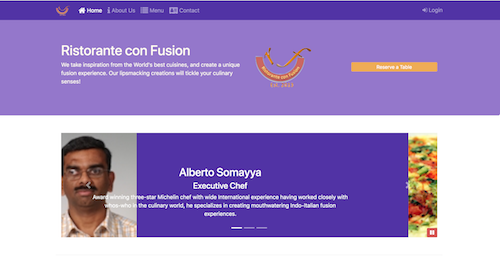 Home About Us Menu Contact Login
Ristorante con Fusion
We take inspiration from the World's best cuisines, and create a unique
fusion experience. Our lipsmacking creations will tickle your culinary
senses!
Ristorante con Fusion
Est. 1982
Reserve a Table
Alberto Somayya
Executive Chef
Award winning three-star Michelin chef with wide International experience having worked closely with
whos-who in the culinary world, he specializes in creating mouthwatering Indo-Italian fusion
experiences.